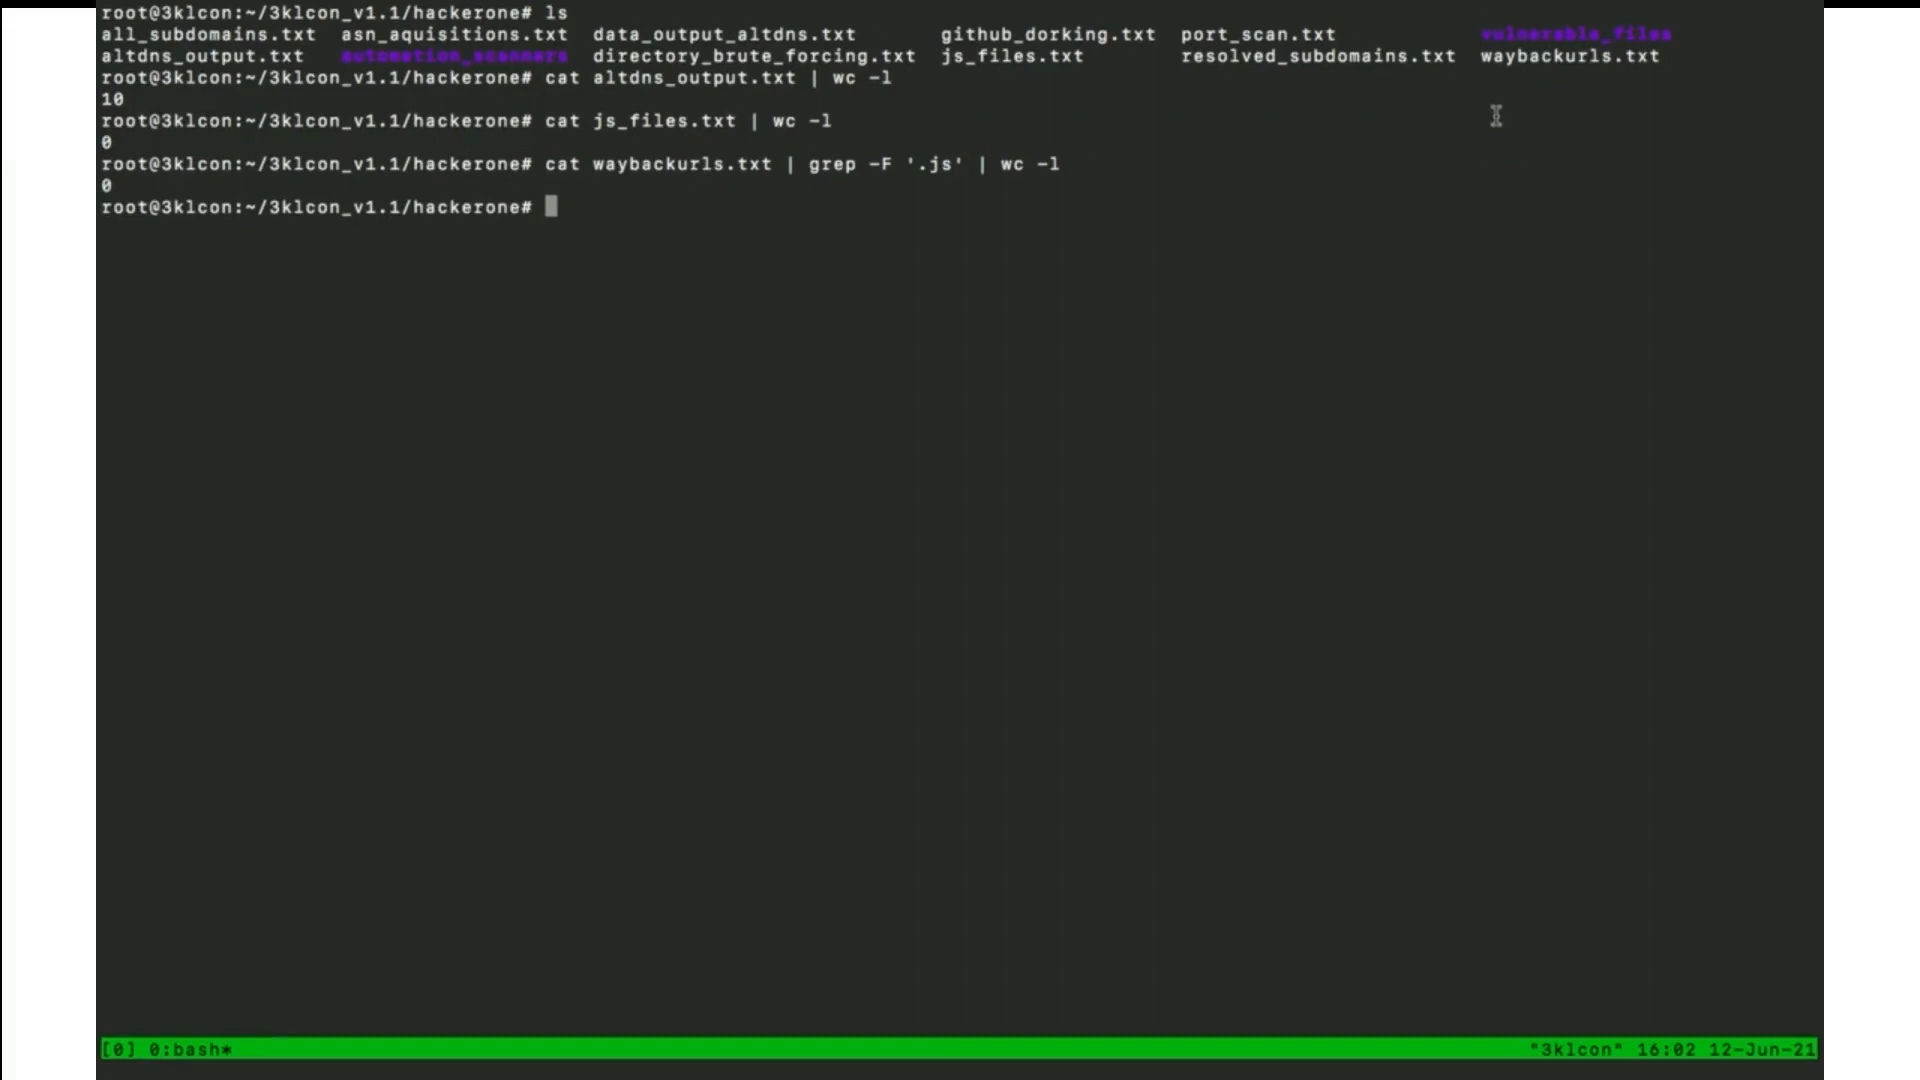 root@3klcon:~/3klcon_v1.1/hackerone# ls
all_subdomains.txt  asn_aquisitions.txt  data_output_altdns.txt  github_dorking.txt  port_scan.txt  vulnerable_files
altdns_output.txt  automation_scanners  directory_brute_forcing.txt  js_files.txt  resolved_subdomains.txt  waybackurls.txt
root@3klcon:~/3klcon_v1.1/hackerone# cat altdns_output.txt | wc -l
10
root@3klcon:~/3klcon_v1.1/hackerone# cat js_files.txt | wc -l
0
root@3klcon:~/3klcon_v1.1/hackerone# cat waybackurls.txt | grep -F '.js' | wc -l
0
root@3klcon:~/3klcon_v1.1/hackerone#
[0] 0:bash*  "3klcon" 16:02 12-Jun-21